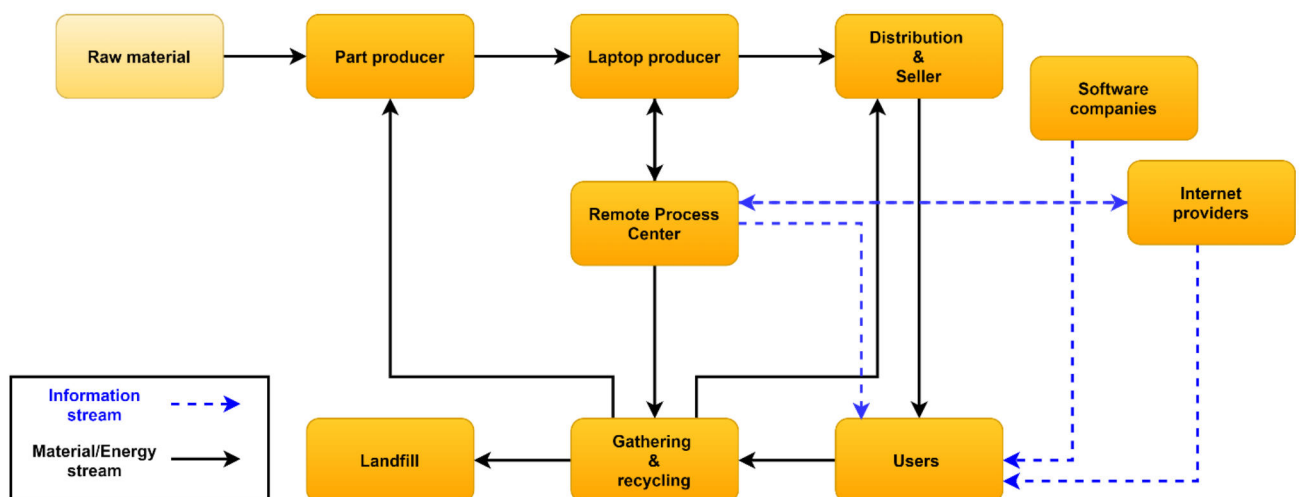 Raw material
Part producer
Laptop producer
Distribution
&
Seller
Software
companies
Remote Process
Center
Internet
providers
Information
stream
Material/Energy
stream
Landfill
Gathering
&
recycling
Users